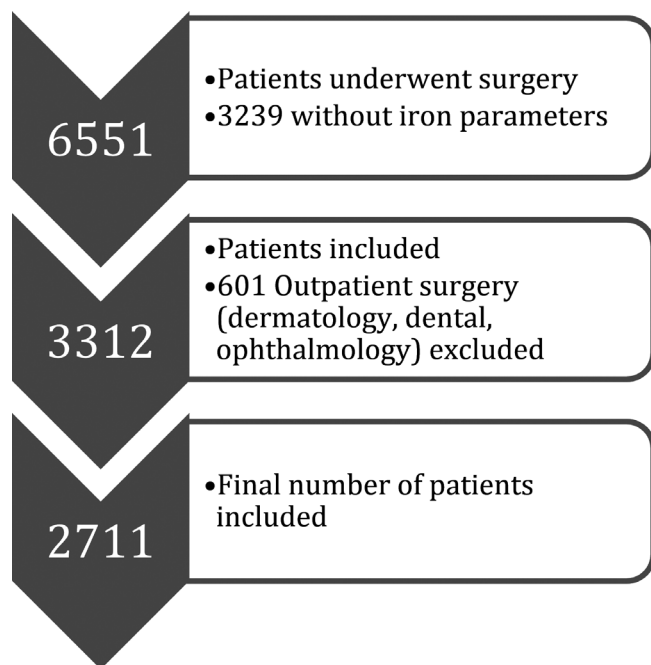 6551
•Patients underwent surgery
•3239 without iron parameters
3312
•Patients included
•601 Outpatient surgery
(dermatology, dental,
ophthalmology) excluded
2711
•Final number of patients
included